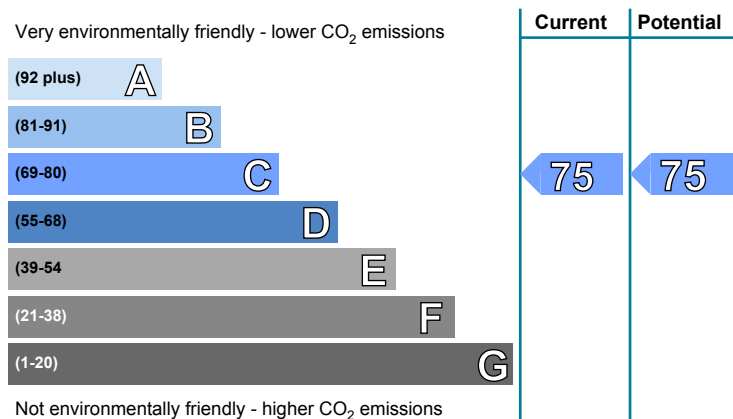 Current Potential
Very environmentally friendly - lower CO2 emissions
(92 plus) A
(81-91) B
(69-80) C 75 75
(55-68) D
(39-54 E
(21-38) F
(1-20) G
Not environmentally friendly - higher CO2 emissions